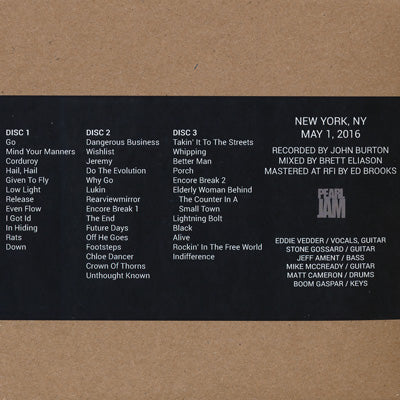 DISC 1
Go
Mind Your Manners
Corduroy
Hail, Hail
Given To Fly
Low Light
Release
Even Flow
I Got Id
In Hiding
Rats
Down
DISC 2
Dangerous Business
Wishlist
Jeremy
Do The Evolution
Why Go
Lukin
Rearviewmirror
Encore Break 1
The End
Future Days
Off He Goes
Footsteps
Chloe Dancer
Crown Of Thorns
Unthought Known
DISC 3
Takin' It To The Streets
Whipping
Better Man
Porch
Encore Break 2
Elderly Woman Behind
The Counter In A
Small Town
Lightning Bolt
Black
Alive
Rockin' In The Free World
Indifference
NEW YORK, NY
MAY 1, 2016
RECORDED BY JOHN BURTON
MIXED BY BRETT ELIASON
MASTERED AT RFI BY ED BROOKS
PEARL
JAM
EDDIE VEDDER / VOCALS, GUITAR
STONE GOSSARD / GUITAR
JEFF AMENT / BASS
MIKE MCCREADY / GUITAR
MATT CAMERON / DRUMS
BOOM GASPAR / KEYS